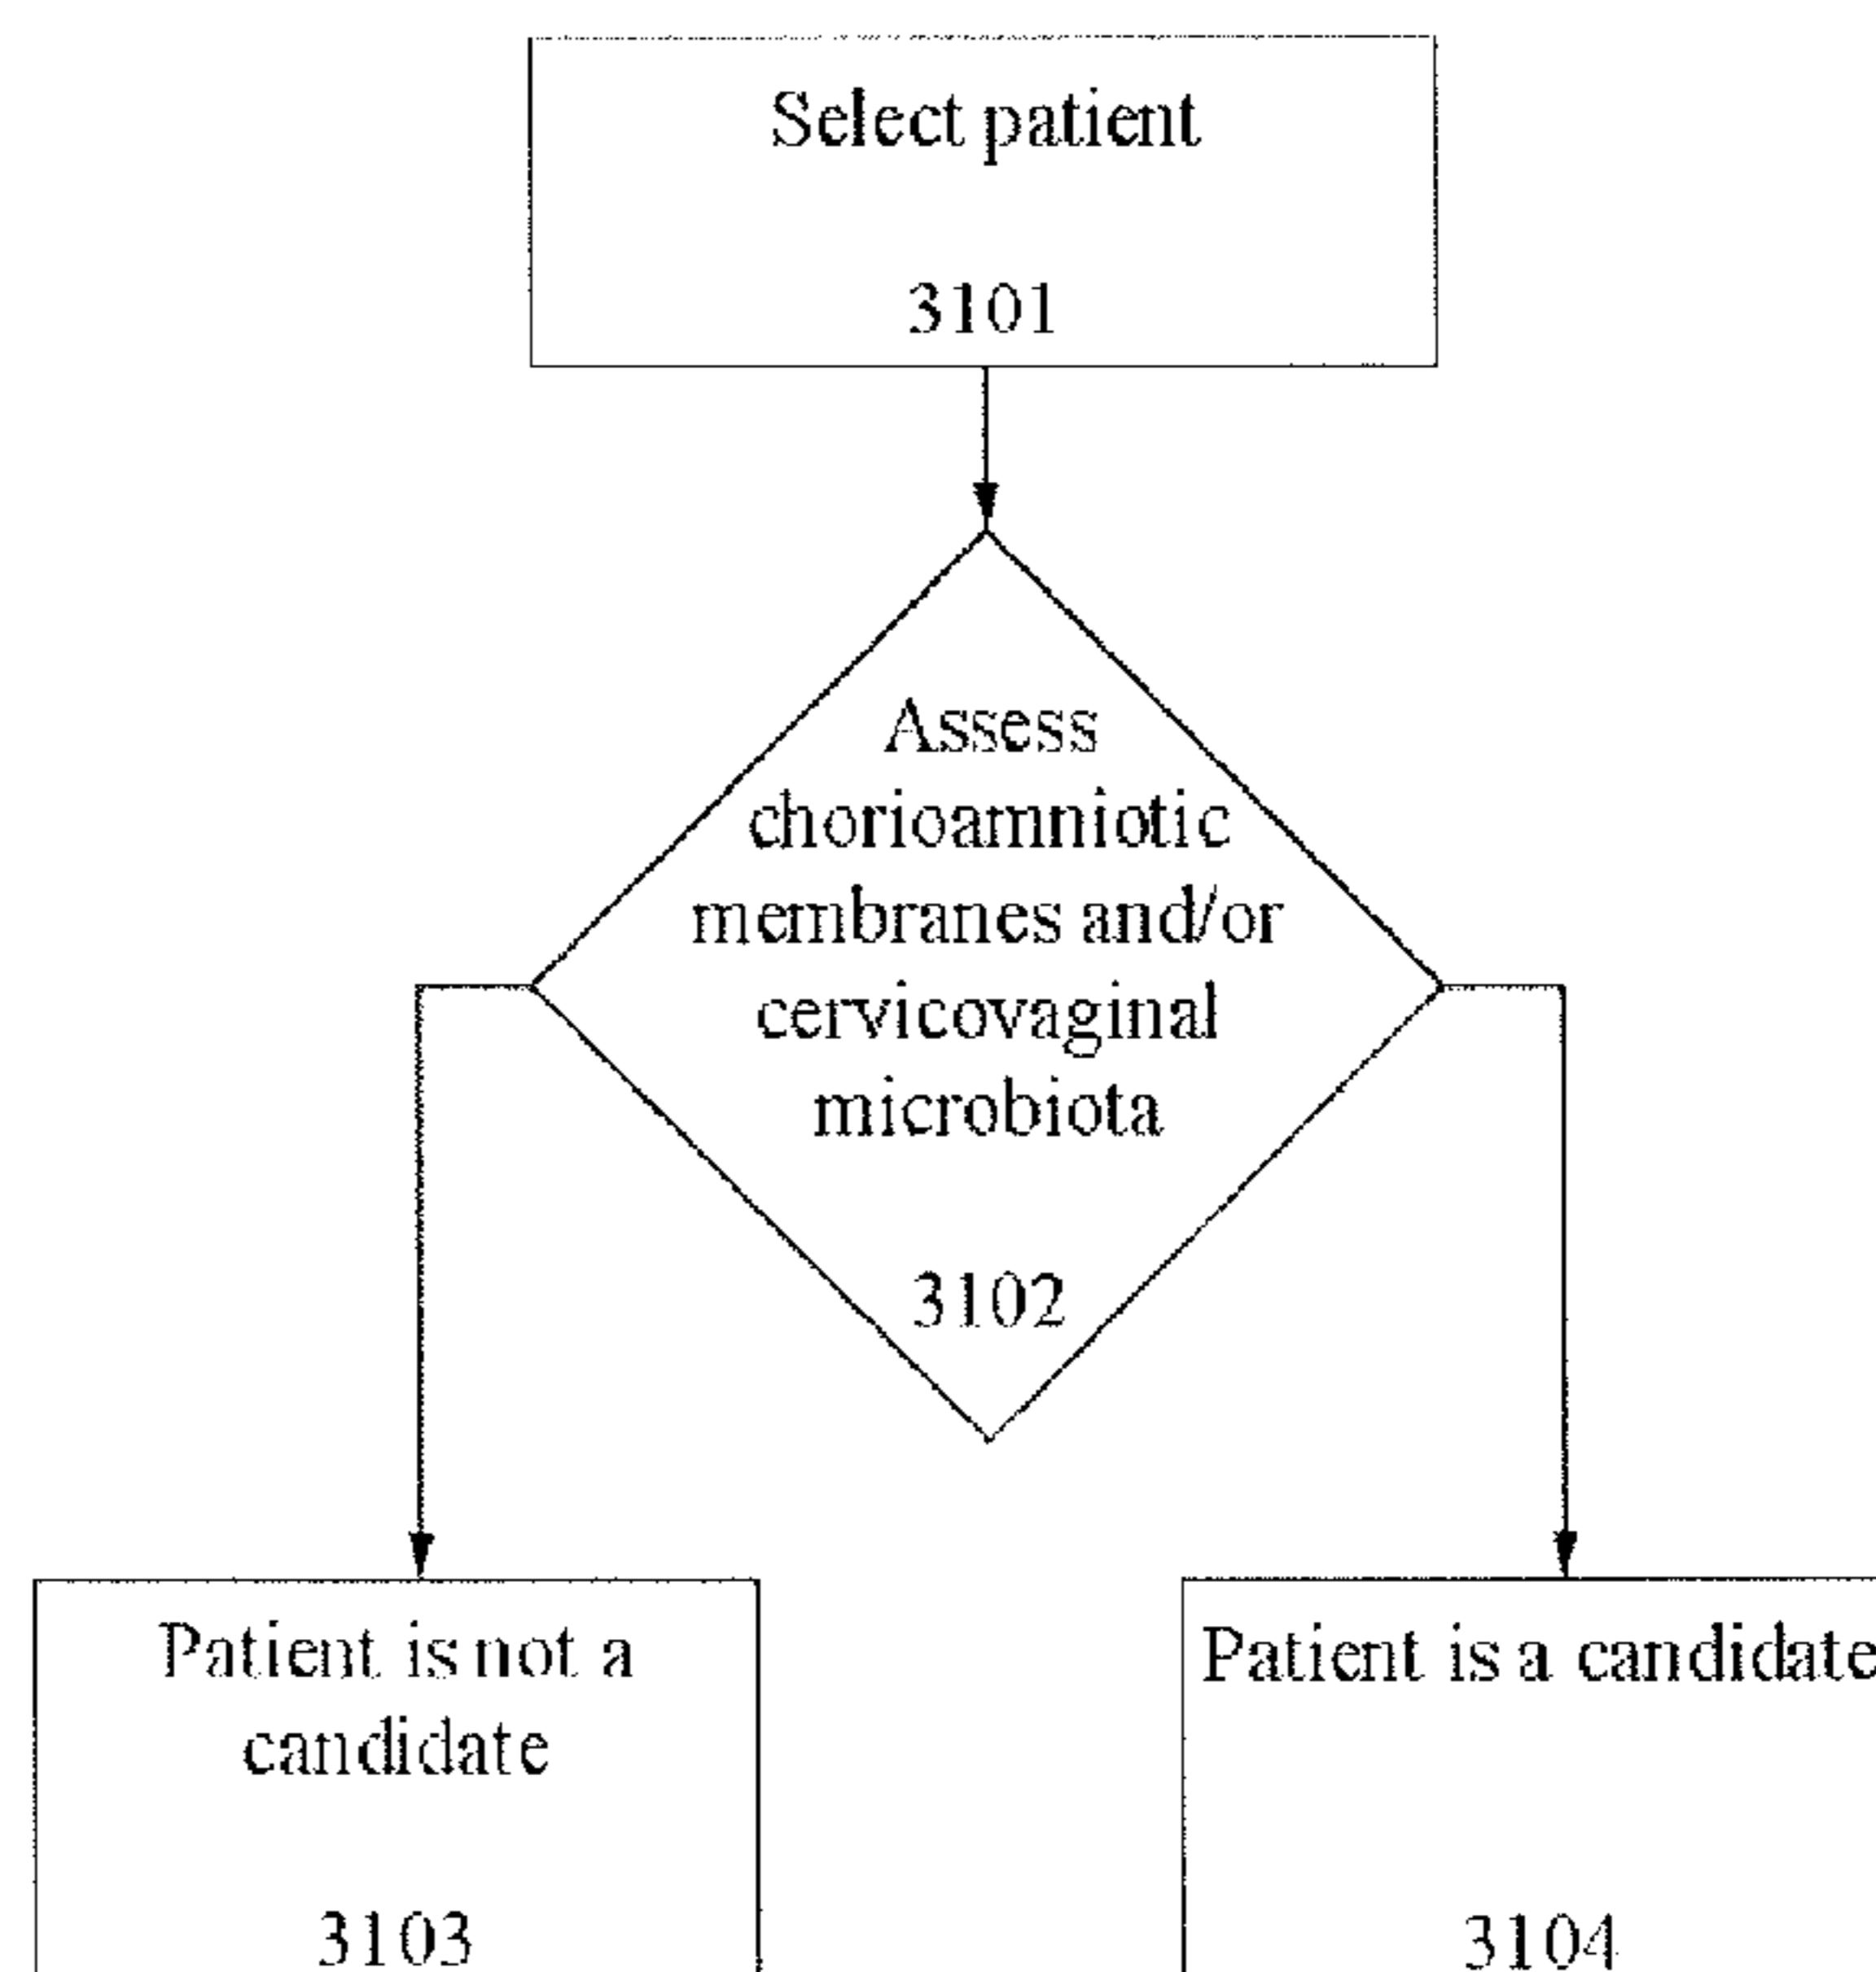 Select patient
3101
Assess
chorioamniotic
membranes and/or
cervicovaginal
microbiota
3102
Patient is not a
candidate
3103
Patient is a candidate
3104